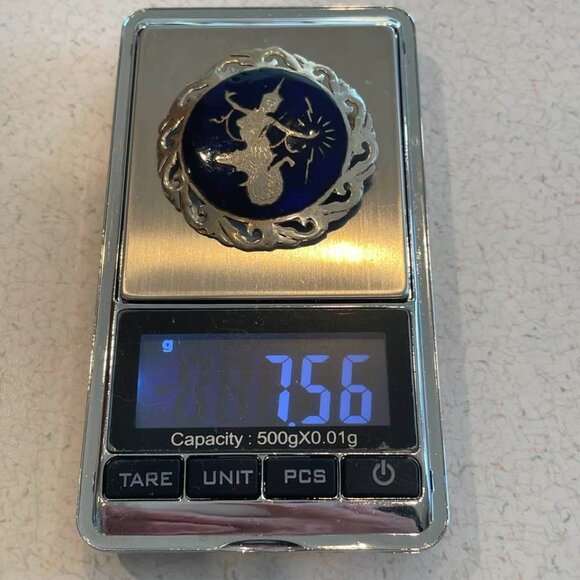 g
7.56
Capacity : 500gX0.01g
TARE UNIT PCS